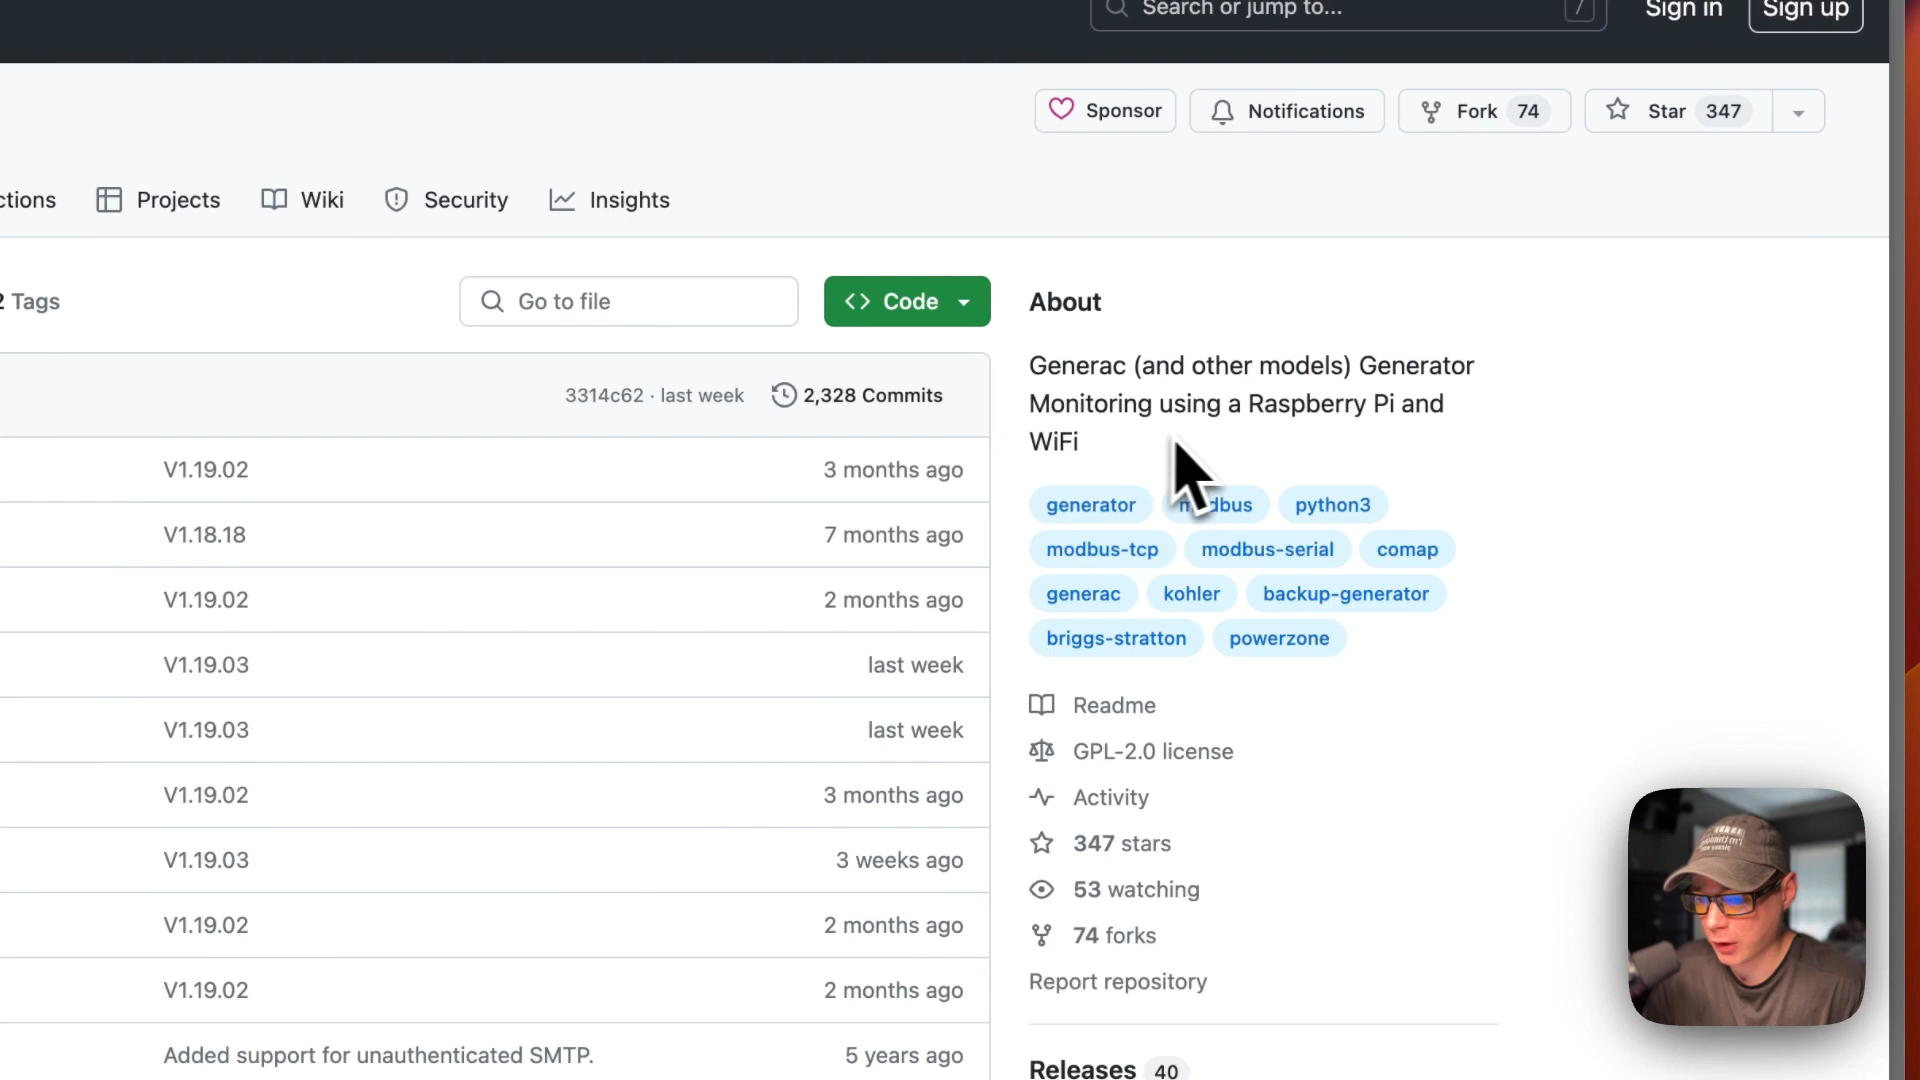 Search or jump to... /
Sign in
Sign up
Sponsor
Notifications
Fork 74
Star 347
ctions
Projects
Wiki
Security
Insights
2 Tags
Go to file
Code
3314c62 · last week
2,328 Commits
V1.19.02 3 months ago
V1.18.18 7 months ago
V1.19.02 2 months ago
V1.19.03 last week
V1.19.03 last week
V1.19.02 3 months ago
V1.19.03 3 weeks ago
V1.19.02 2 months ago
V1.19.02 2 months ago
Added support for unauthenticated SMTP. 5 years ago
About
Generac (and other models) Generator
Monitoring using a Raspberry Pi and
WiFi
generator dbus python3
modbus-tcp modbus-serial comap
generac kohler backup-generator
briggs-stratton powerzone
Readme
GPL-2.0 license
Activity
347 stars
53 watching
74 forks
Report repository
Releases 40